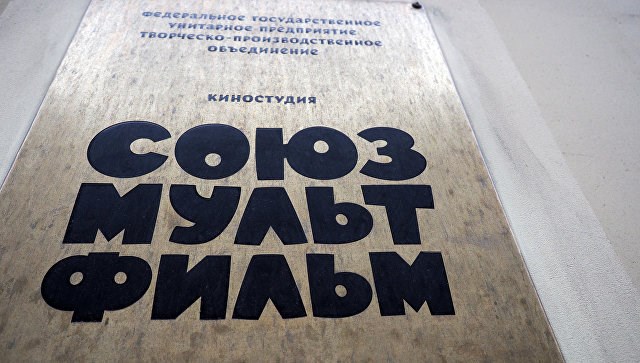 ФЕДЕРАЛЬНОЕ ГОСУДАРСТВЕННОЕ
УНИТАРНОЕ ПРЕДПРИЯТИЕ
ТВОРЧЕСКО-ПРОИЗВОДСТВЕННОЕ
ОБЪЕДИНЕНИЕ
КИНОСТУДИЯ
СОЮЗ
МУЛЬТ
ФИЛЬМ